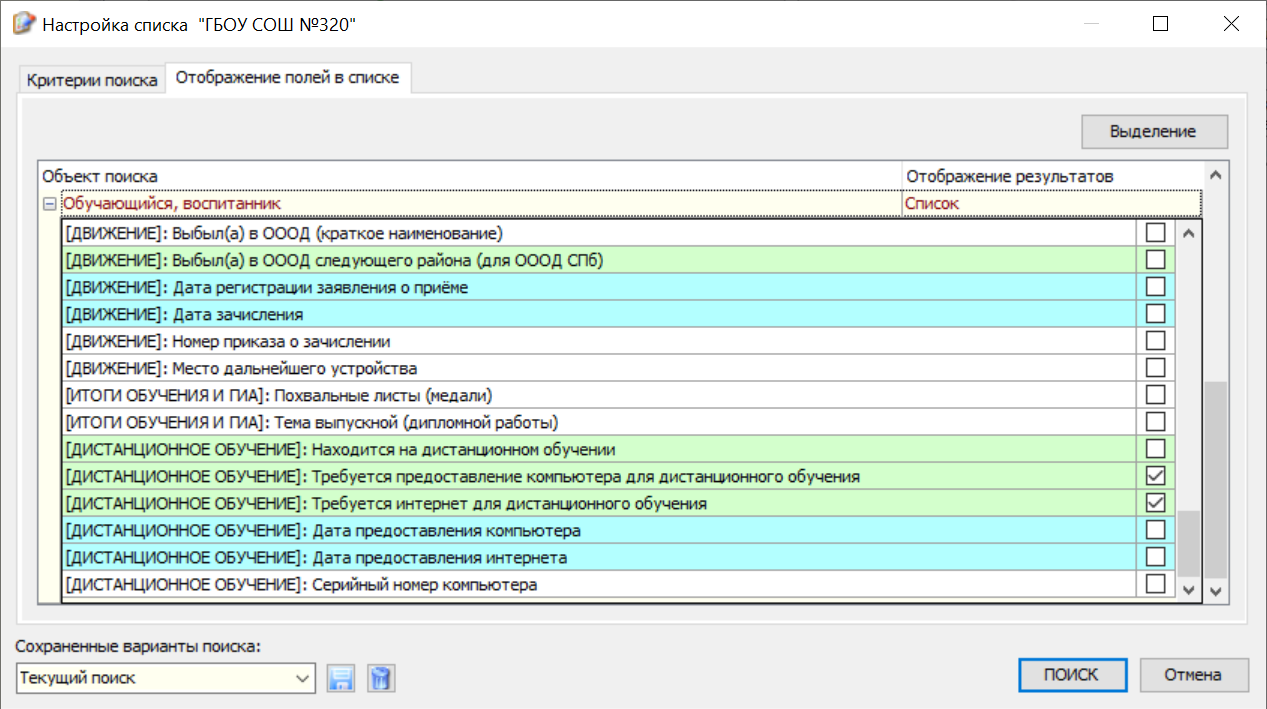 Настройка списка "ГБОУ СОШ №320"
Критерии поиска
Отображение полей в списке
Выделение
Объект поиска
Отображение результатов
Обучающийся, воспитанник
Список
[ДВИЖЕНИЕ]: Выбыл(а) в ОООД (краткое наименование)
[ДВИЖЕНИЕ]: Выбыл(а) в ОООД следующего района (для ОООД СПб)
[ДВИЖЕНИЕ]: Дата регистрации заявления о приёме
[ДВИЖЕНИЕ]: Дата зачисления
[ДВИЖЕНИЕ]: Номер приказа о зачислении
[ДВИЖЕНИЕ]: Место дальнейшего устройства
[ИТОГИ ОБУЧЕНИЯ И ГИА]: Похвальные листы (медали)
[ИТОГИ ОБУЧЕНИЯ И ГИА]: Тема выпускной (дипломной работы)
[ДИСТАНЦИОННОЕ ОБУЧЕНИЕ]: Находится на дистанционном обучении
[ДИСТАНЦИОННОЕ ОБУЧЕНИЕ]: Требуется предоставление компьютера для дистанционного обучения
[ДИСТАНЦИОННОЕ ОБУЧЕНИЕ]: Требуется интернет для дистанционного обучения
[ДИСТАНЦИОННОЕ ОБУЧЕНИЕ]: Дата предоставления компьютера
[ДИСТАНЦИОННОЕ ОБУЧЕНИЕ]: Дата предоставления интернета
[ДИСТАНЦИОННОЕ ОБУЧЕНИЕ]: Серийный номер компьютера
Сохраненные варианты поиска:
Текущий поиск
ПОИСК
Отмена